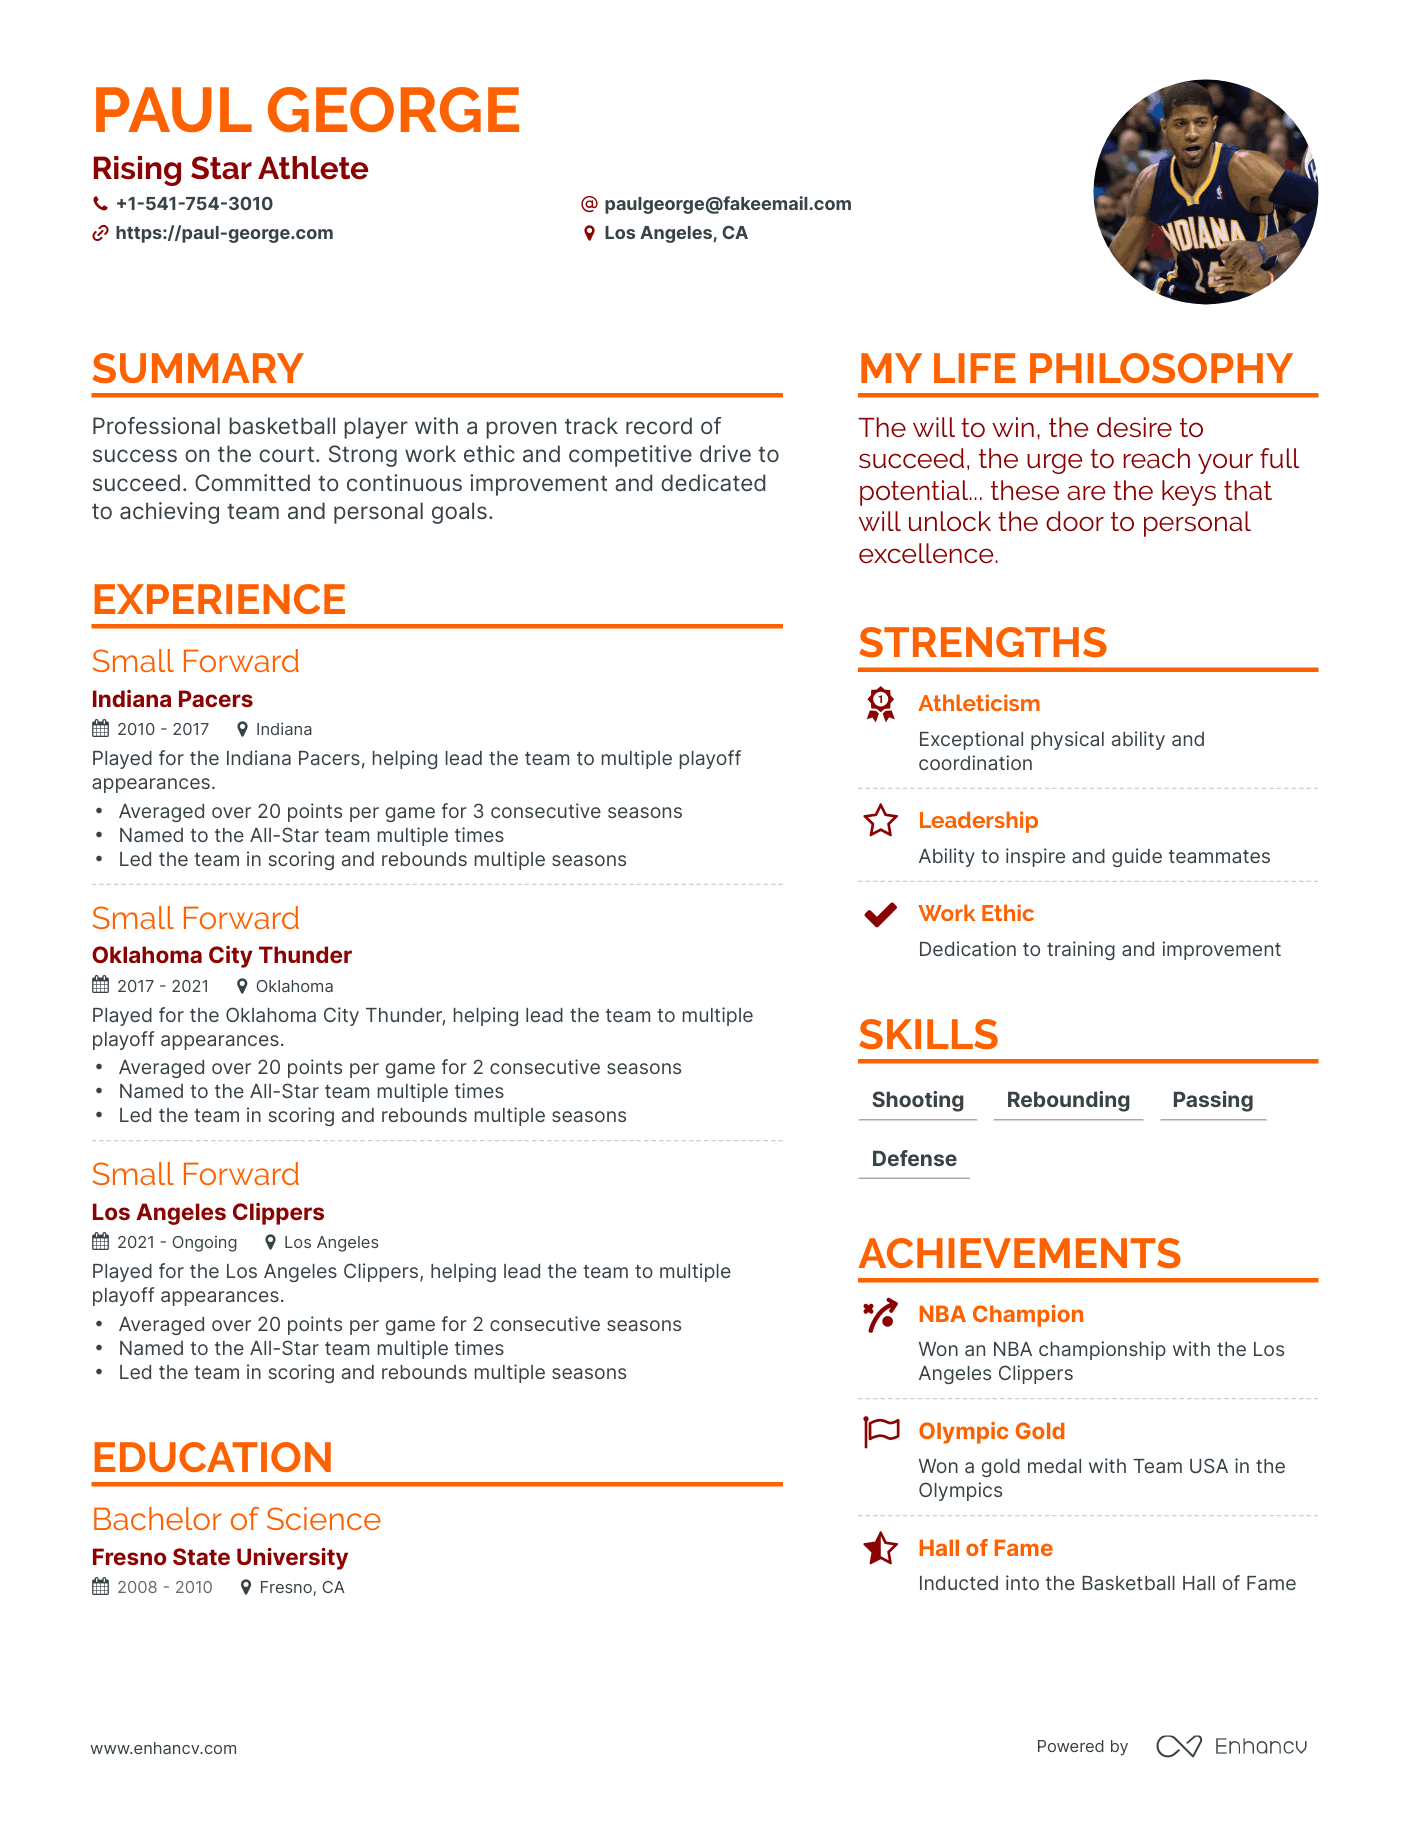 PAUL GEORGE
Rising Star Athlete
+1-541-754-3010
paulgeorge@fakeemail.com
https://paul-george.com
Los Angeles, CA
INDIANA
24
SUMMARY
Professional basketball player with a proven track record of
success on the court. Strong work ethic and competitive drive to
succeed. Committed to continuous improvement and dedicated
to achieving team and personal goals.
EXPERIENCE
Small Forward
Indiana Pacers
2010 - 2017 Indiana
Played for the Indiana Pacers, helping lead the team to multiple playoff
appearances.
• Averaged over 20 points per game for 3 consecutive seasons
• Named to the All-Star team multiple times
• Led the team in scoring and rebounds multiple seasons
Small Forward
Oklahoma City Thunder
2017 - 2021 Oklahoma
Played for the Oklahoma City Thunder, helping lead the team to multiple
playoff appearances.
• Averaged over 20 points per game for 2 consecutive seasons
• Named to the All-Star team multiple times
• Led the team in scoring and rebounds multiple seasons
Small Forward
Los Angeles Clippers
2021 - Ongoing Los Angeles
Played for the Los Angeles Clippers, helping lead the team to multiple
playoff appearances.
• Averaged over 20 points per game for 2 consecutive seasons
• Named to the All-Star team multiple times
• Led the team in scoring and rebounds multiple seasons
EDUCATION
Bachelor of Science
Fresno State University
2008 - 2010 Fresno, CA
MY LIFE PHILOSOPHY
The will to win, the desire to
succeed, the urge to reach your full
potential... these are the keys that
will unlock the door to personal
excellence.
STRENGTHS
1
Athleticism
Exceptional physical ability and
coordination
Leadership
Ability to inspire and guide teammates
Work Ethic
Dedication to training and improvement
SKILLS
Shooting Rebounding Passing
Defense
ACHIEVEMENTS
NBA Champion
Won an NBA championship with the Los
Angeles Clippers
Olympic Gold
Won a gold medal with Team USA in the
Olympics
Hall of Fame
Inducted into the Basketball Hall of Fame
www.enhancv.com
Powered by Enhancv